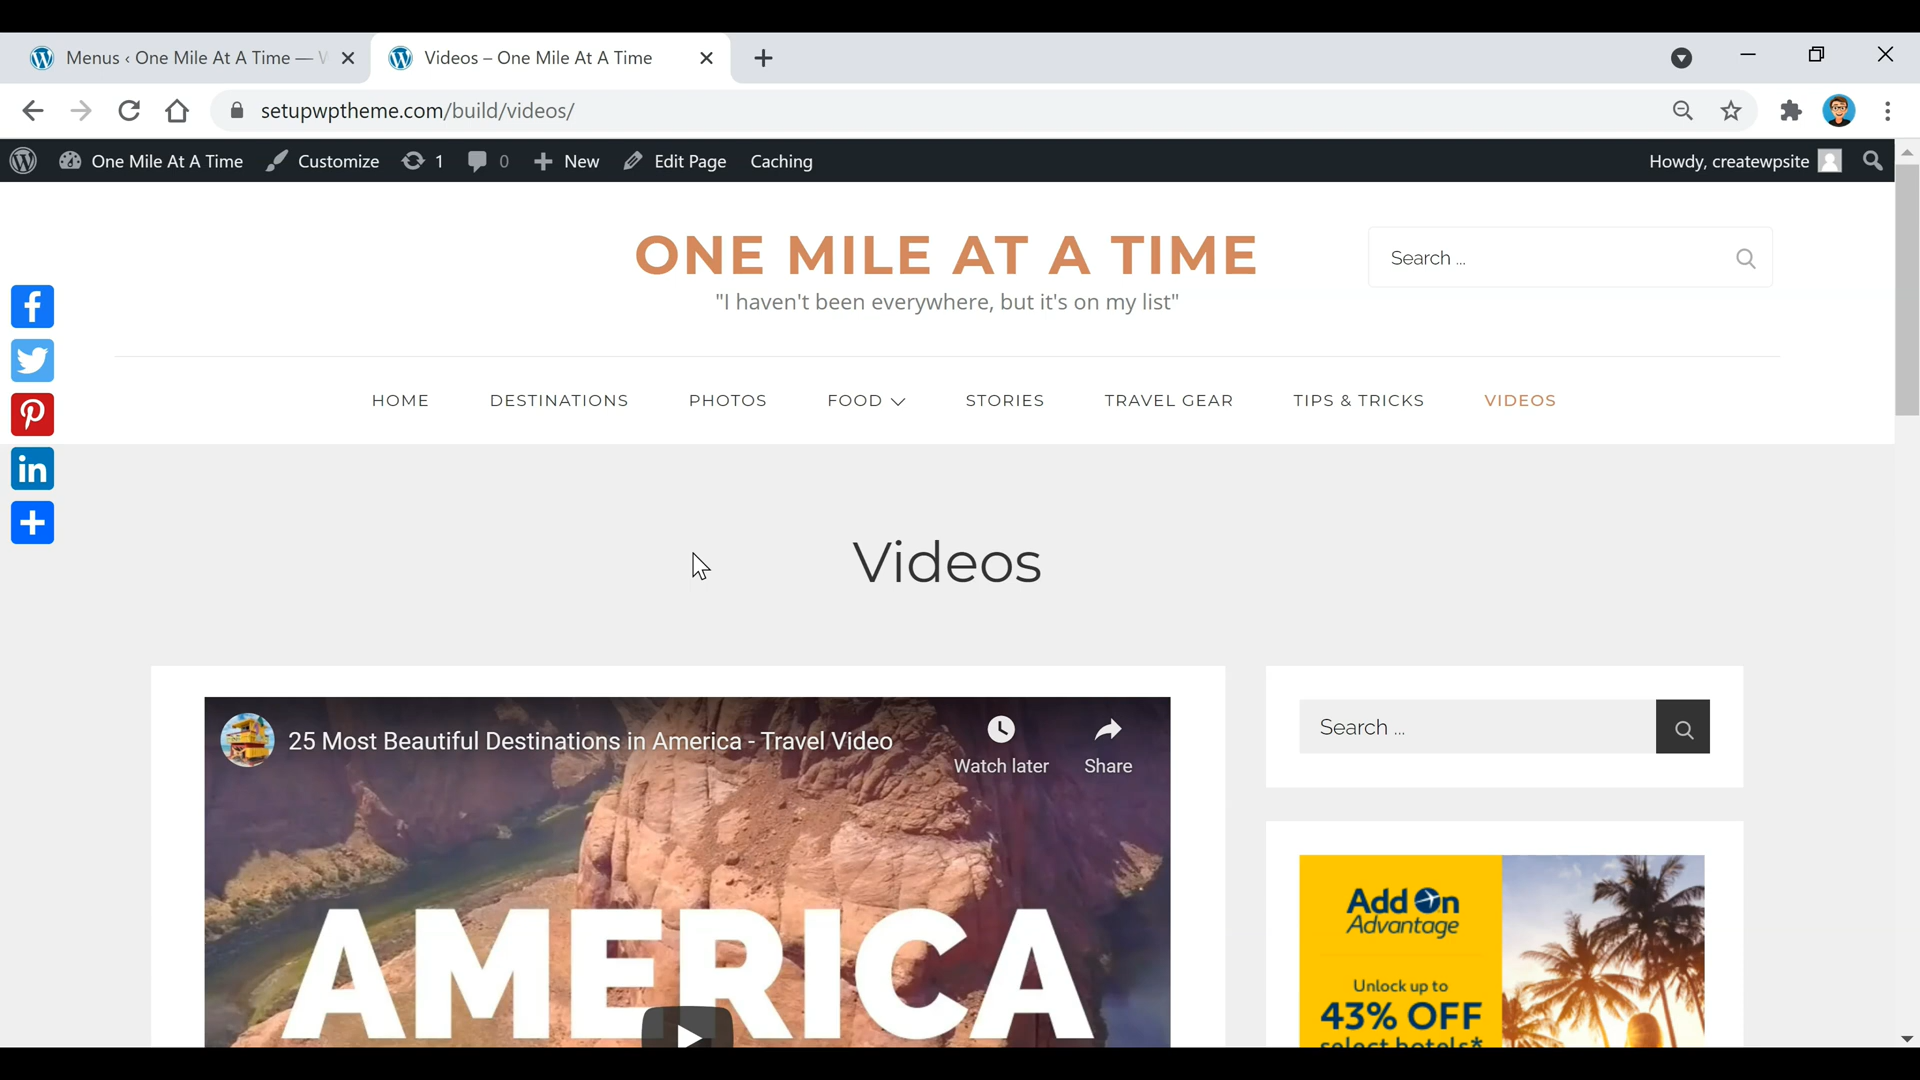 Menus ‹ One Mile At A Time —
Videos – One Mile At A Time
setupwptheme.com/build/videos/
One Mile At A Time
Customize
1
0
New
Edit Page
Caching
Howdy, createwpsite
ONE MILE AT A TIME
"I haven't been everywhere, but it's on my list"
Search ...
HOME
DESTINATIONS
PHOTOS
FOOD
STORIES
TRAVEL GEAR
TIPS & TRICKS
VIDEOS
Videos
25 Most Beautiful Destinations in America - Travel Video
Watch later
Share
AMERICA
Search ...
Add On
Advantage
Unlock up to
43% OFF
select hotels*